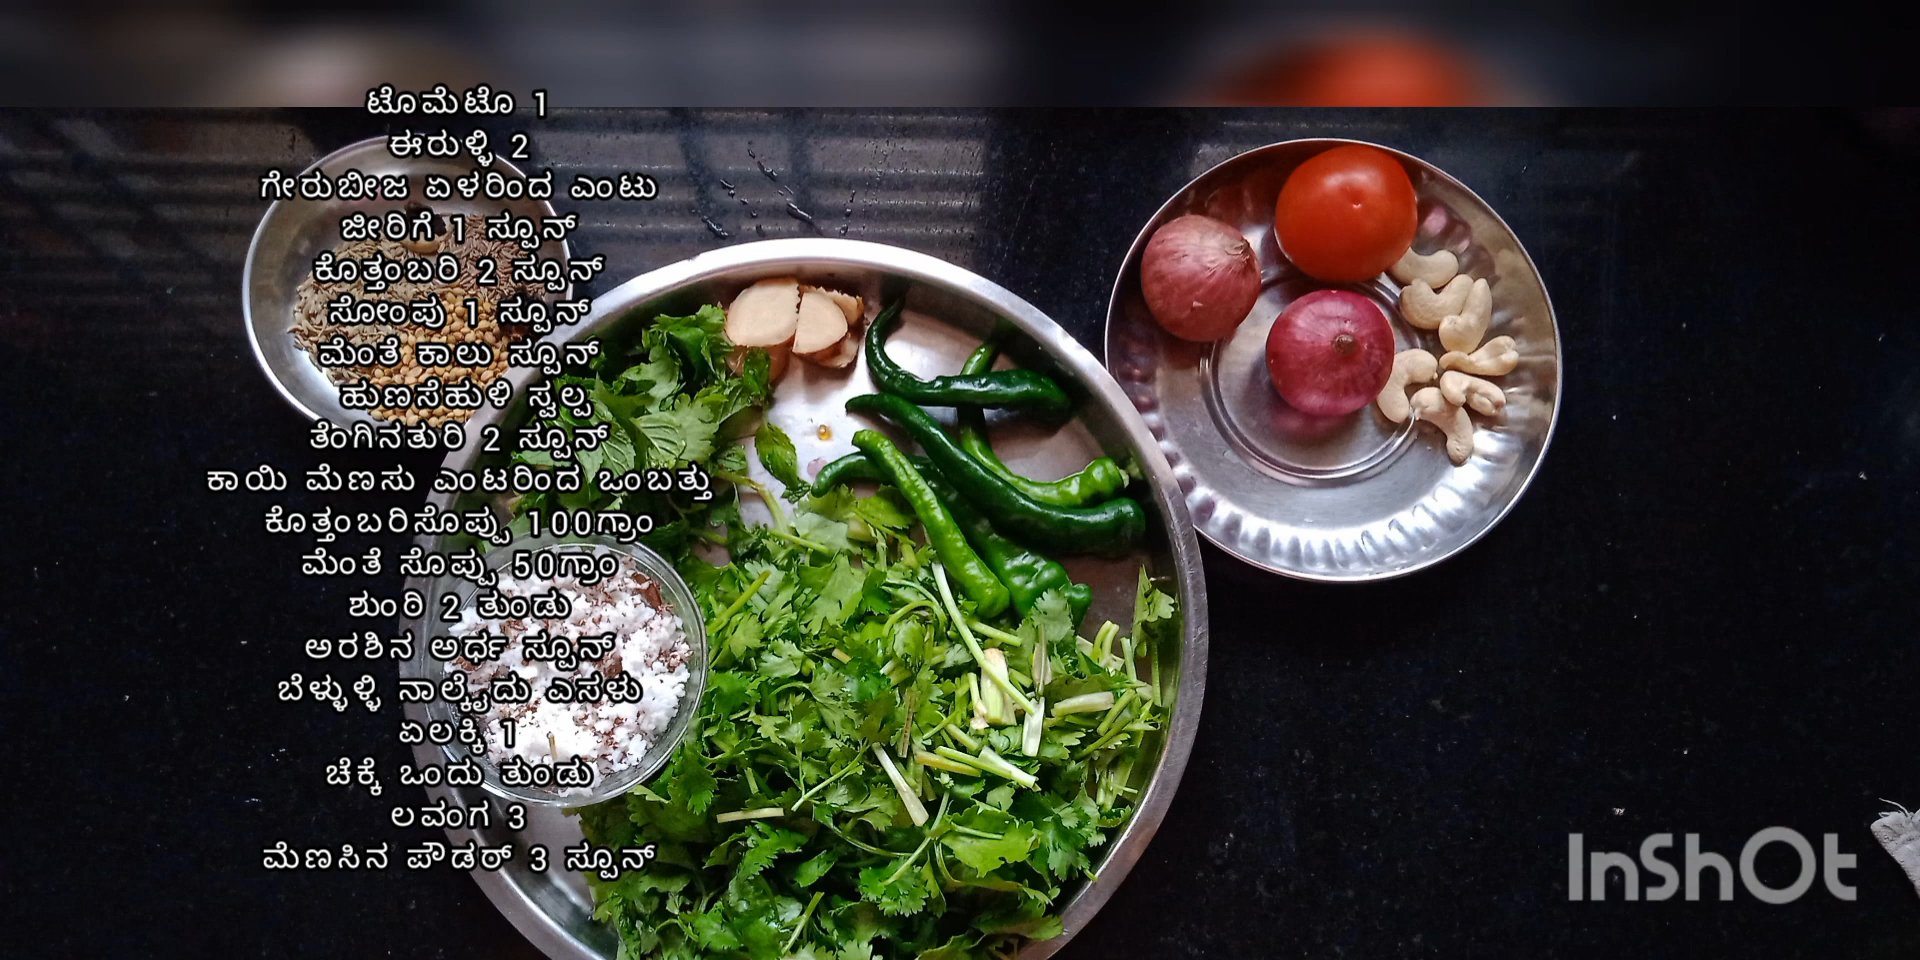 ಟೊಮೆಟೊ 1
ಈರುಳ್ಳಿ 2
ಗೇರುಬೀಜ ಏಳರಿಂದ ಎಂಟು
ಜೀರಿಗೆ 1 ಸ್ಪೂನ್
ಕೊತ್ತಂಬರಿ 2 ಸ್ಪೂನ್
ಸೋಂಪು 1 ಸ್ಪೂನ್
ಮೆಂತೆ ಕಾಲು ಸ್ಪೂನ್
ಹುಣಸೆಹುಳಿ ಸ್ವಲ್ಪ
ತೆಂಗಿನತುರಿ 2 ಸ್ಪೂನ್
ಕಾಯಿ ಮೆಣಸು ಎಂಟರಿಂದ ಒಂಬತ್ತು
ಕೊತ್ತಂಬರಿಸೊಪ್ಪು 100ಗ್ರಾಂ
ಮೆಂತೆ ಸೊಪ್ಪು 50ಗ್ರಾಂ
ಶುಂಠಿ 2 ತುಂಡು
ಅರಶಿನ ಅರ್ಧ ಸ್ಪೂನ್
ಬೆಳ್ಳುಳ್ಳಿ ನಾಲ್ಕೈದು ಎಸಳು
ಏಲಕ್ಕಿ 1
ಚೆಕ್ಕೆ ಒಂದು ತುಂಡು
ಲವಂಗ 3
ಮೆಣಸಿನ ಪೌಡರ್ 3 ಸ್ಪೂನ್
InShOt